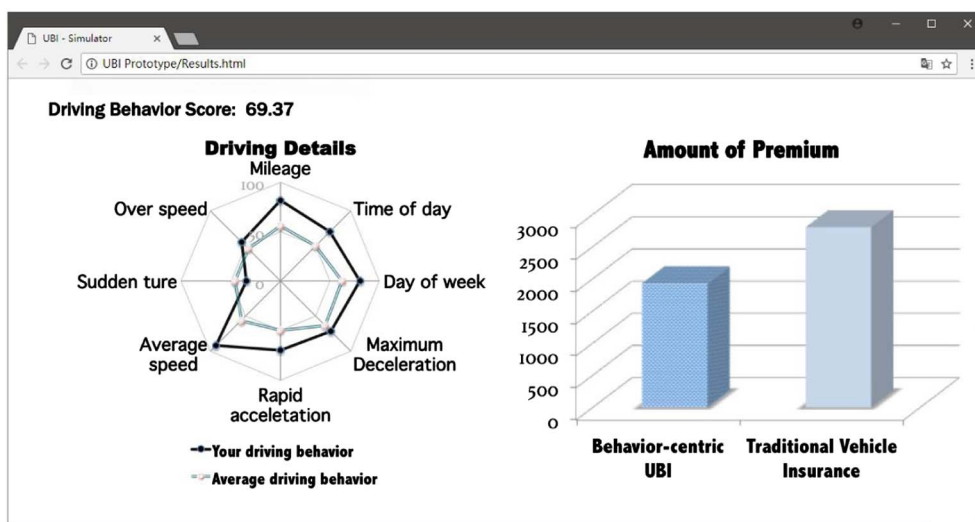 UBI - Simulator
UBI Prototype/Results.html
Driving Behavior Score: 69.37
Driving Details
Mileage
100
Over speed
Time of day
50
Sudden ture
0
Day of week
Average
speed
Maximum
Deceleration
Rapid
acceletation
Your driving behavior
Average driving behavior
Amount of Premium
3000
2500
2000
1500
1000
500
0
Behavior-centric
UBI
Traditional Vehicle
Insurance